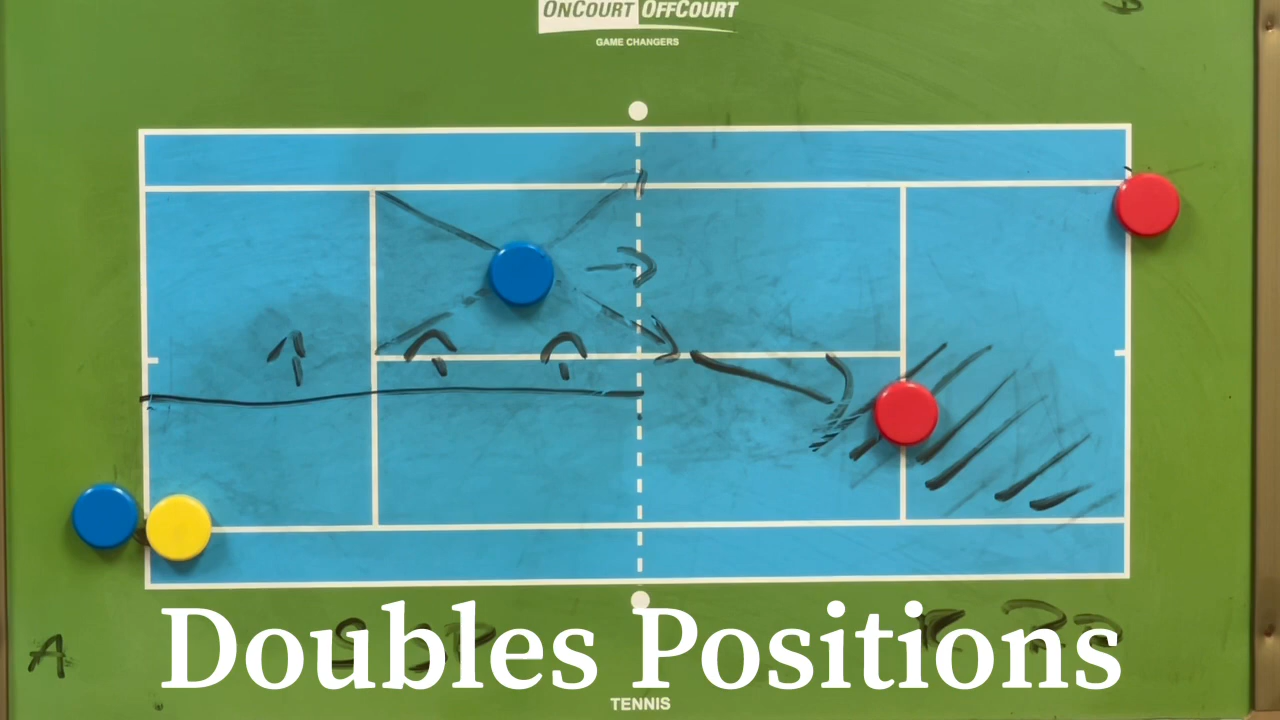 ONCOURT OFFCOURT
GAME CHANGERS
A
Doubles Positions
TENNIS